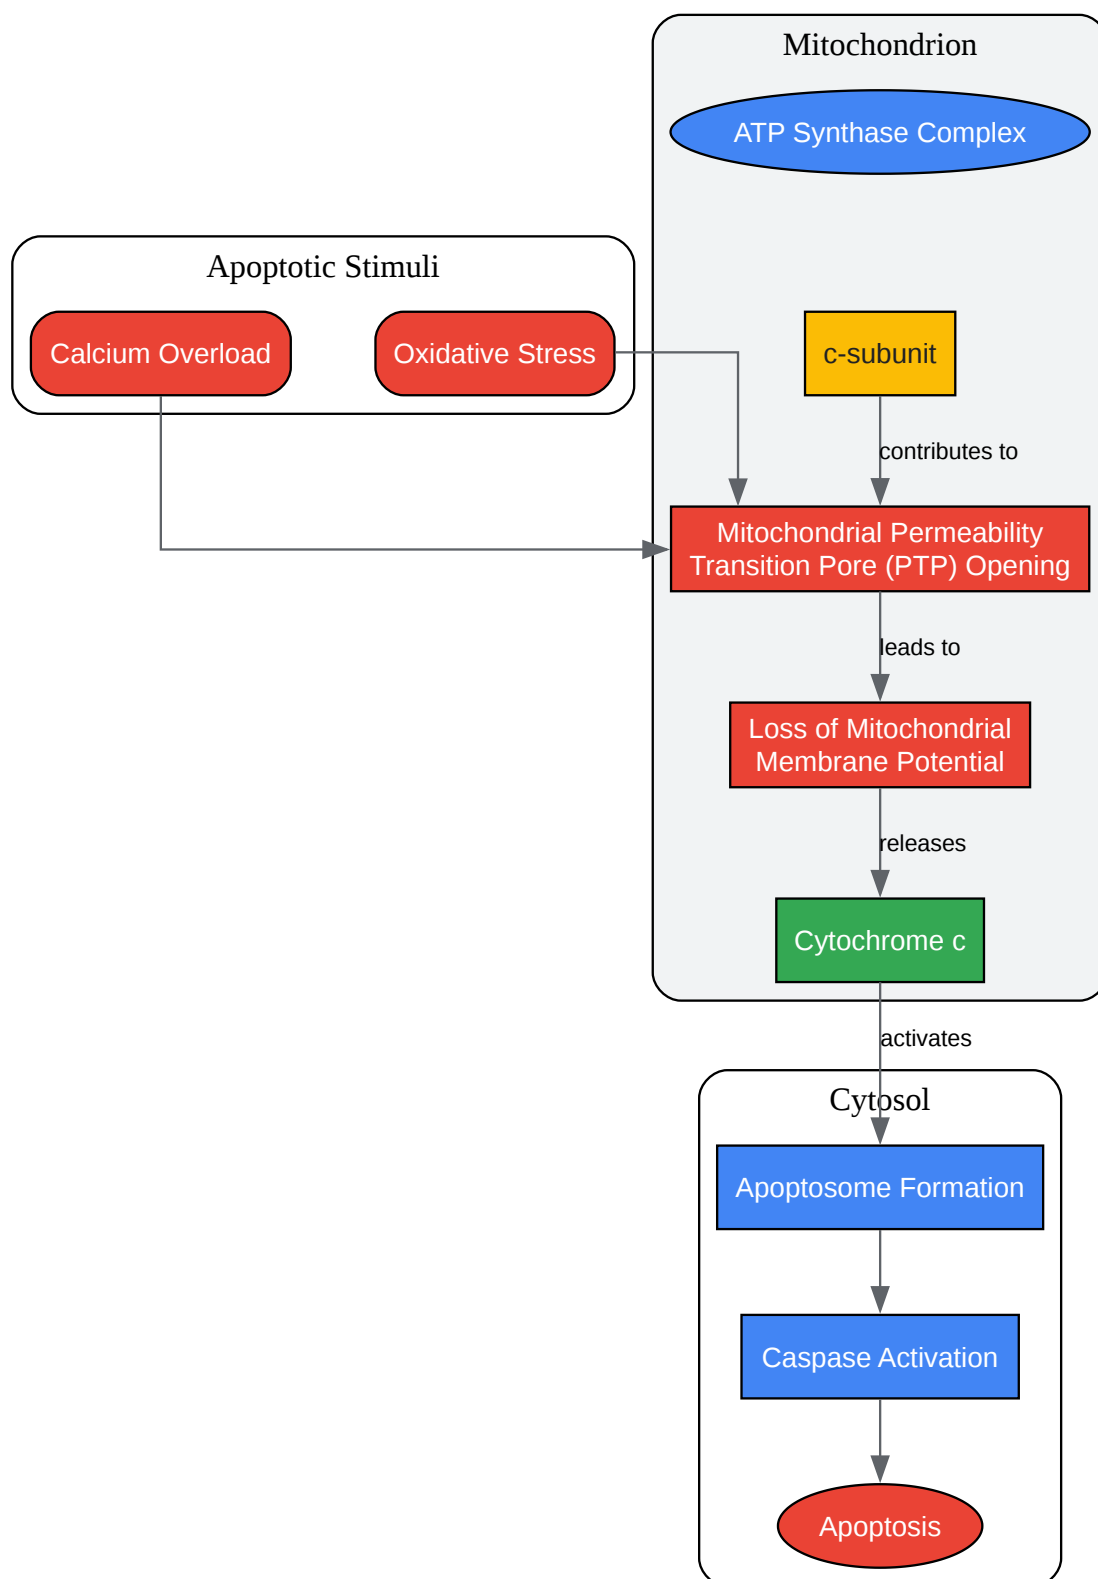 Mitochondrion
ATP Synthase Complex
Apoptotic Stimuli
Calcium Overload
Oxidative Stress
c-subunit
contributes to
Mitochondrial Permeability
Transition Pore (PTP) Opening
leads to
Loss of Mitochondrial
Membrane Potential
releases
Cytochrome c
activates
Cytosol
Apoptosome Formation
Caspase Activation
Apoptosis